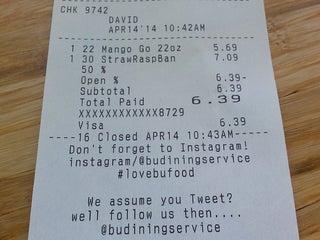 CHK 9742
DAVID
APR14'14 10:42AM
1 22 Mango Go 22oz 5.69
1 30 StrawRaspBan 7.09
50 %
Open % 6.39-
Subtotal 6.39
Total Paid 6.39
XXXXXXXXXXXX8729
Visa 6.39
----16 Closed APR14 10:43AM-----
Don't forget to Instagram!
instagram/@budiningservice
#lovebufood
We assume you Tweet?
well follow us then....
@budiningservice